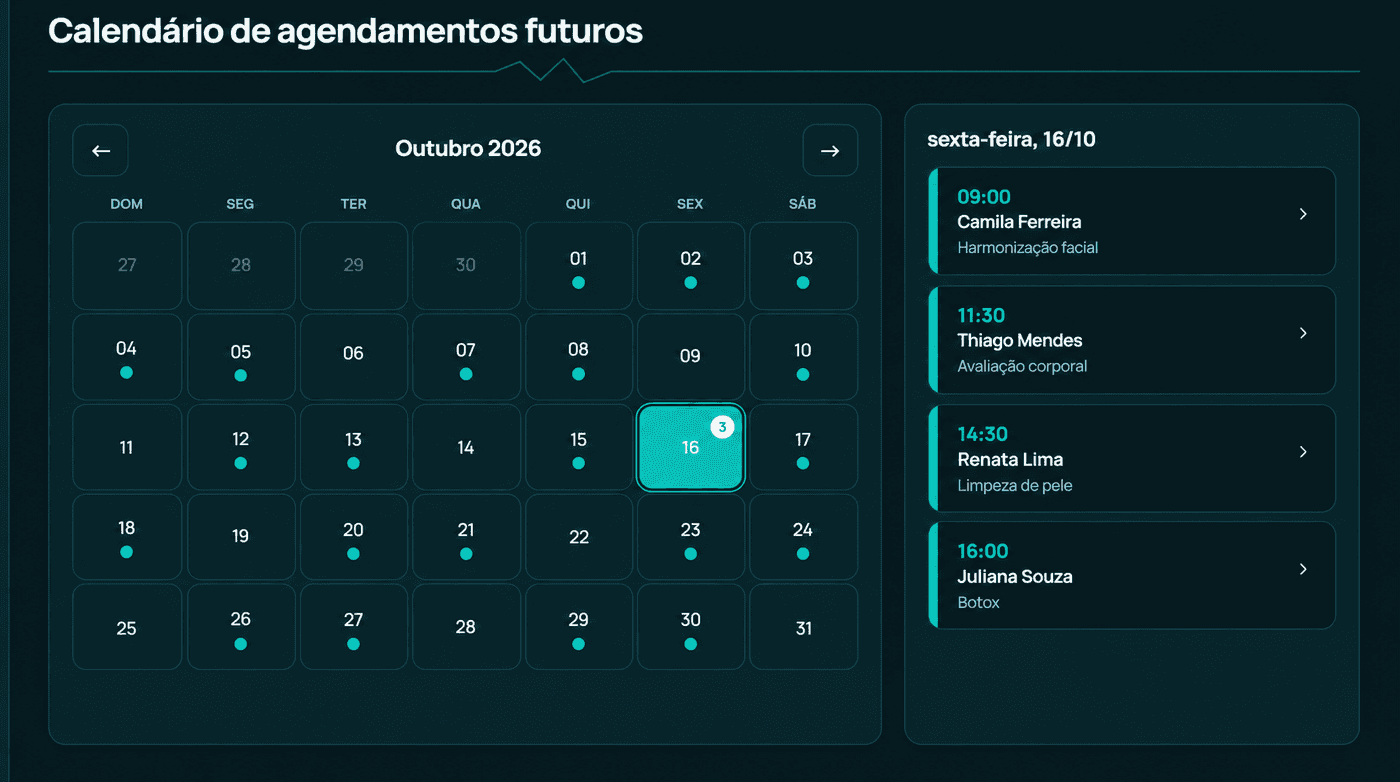 Calendário de agendamentos futuros
←
Outubro 2026
→
DOM SEG TER QUA QUI SEX SÁB
27 28 29 30 01 02 03
04 05 06 07 08 09 10
11 12 13 14 15 16 3 17
18 19 20 21 22 23 24
25 26 27 28 29 30 31
sexta-feira, 16/10
09:00
Camila Ferreira
Harmonização facial
11:30
Thiago Mendes
Avaliação corporal
14:30
Renata Lima
Limpeza de pele
16:00
Juliana Souza
Botox